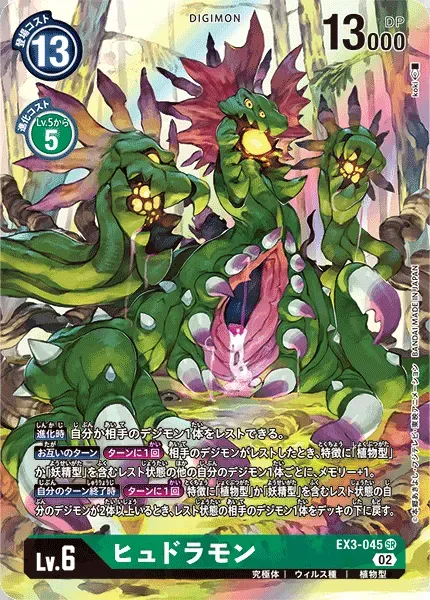 DIGIMON
登場コスト
13
DP
13000
進化コスト
Lv.5から
5
BANDAI MADE IN JAPAN
進化時 自分か相手のデジモン1体をレストできる。
お互いのターン ターンに1回 相手のデジモンがレストしたとき、特徴に「植物型」
か「妖精型」を含むレスト状態の他の自分のデジモン1体ごとに、メモリー+1。
自分のターン終了時 ターンに1回 特徴に「植物型」か「妖精型」を含むレスト状態の自
分のデジモンが2体以上いるとき、レスト状態の相手のデジモン1体をデッキの下に戻す。
EX3-045 SR
Lv.6 ヒュドラモン
02
究極体 | ウィルス種 | 植物型